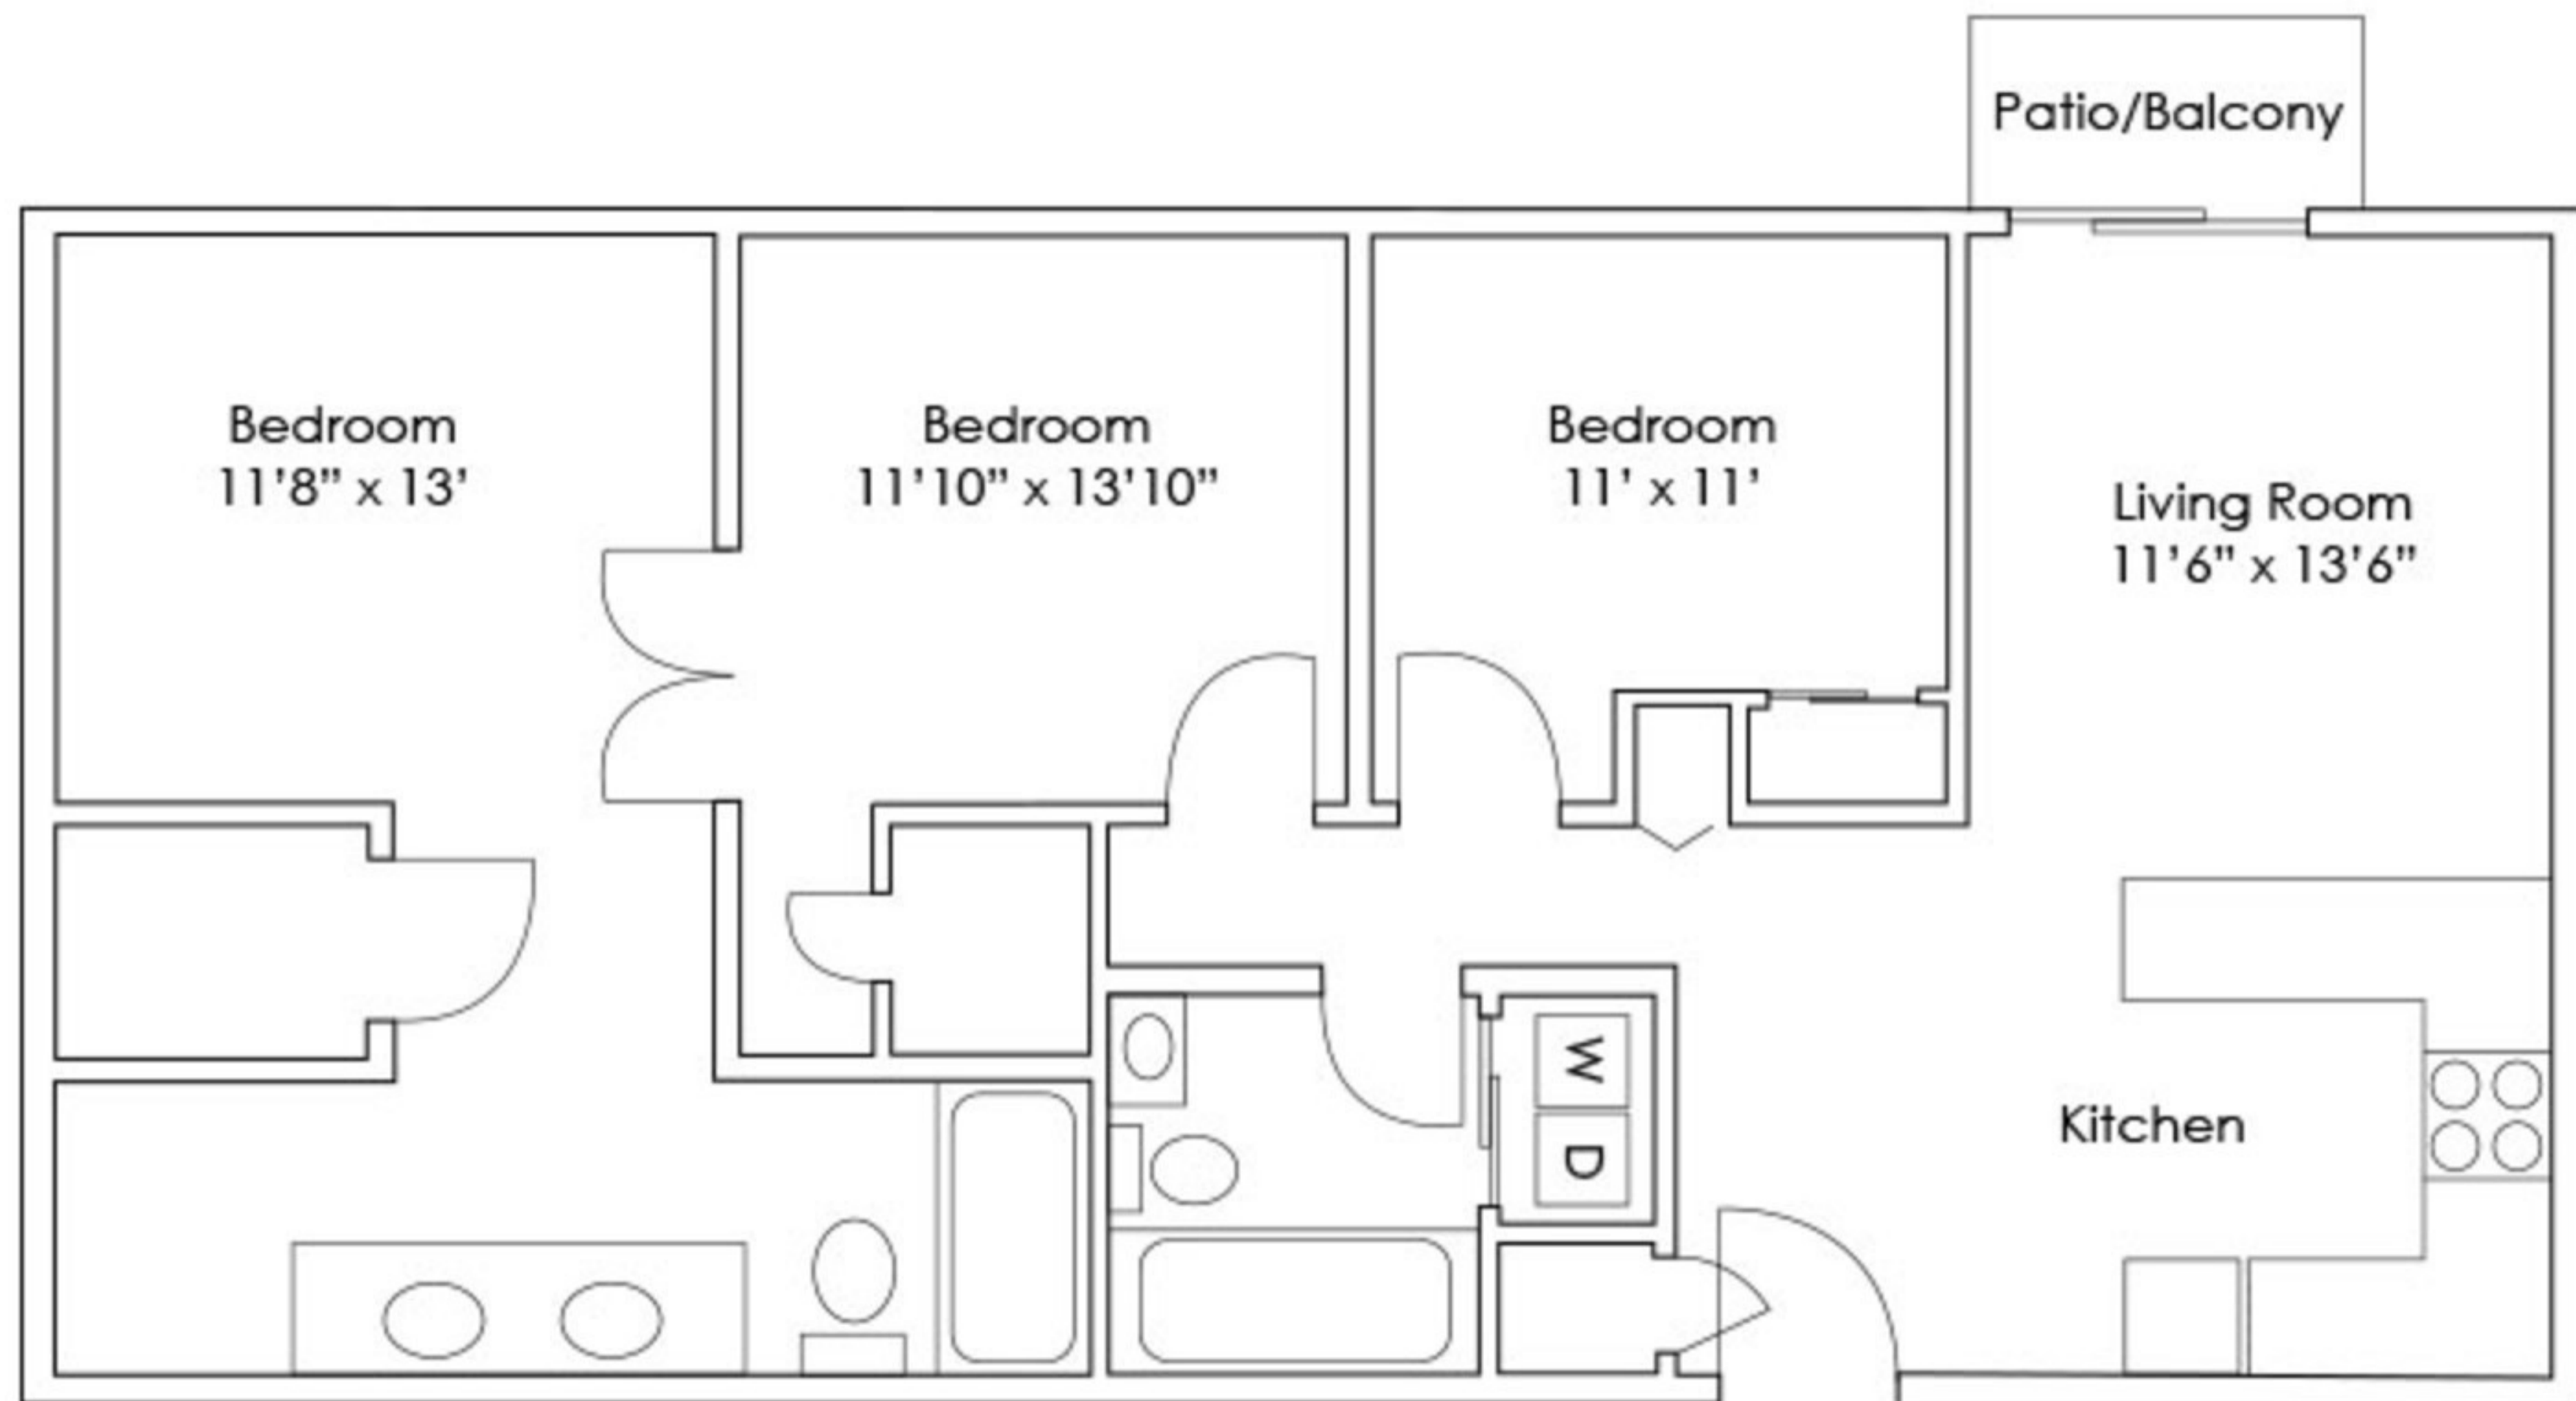 Patio/Balcony
Bedroom
11’8” x 13’
Bedroom
11’10” x 13’10”
Bedroom
11’ x 11’
Living Room
11’6” x 13’6”
W
D
Kitchen